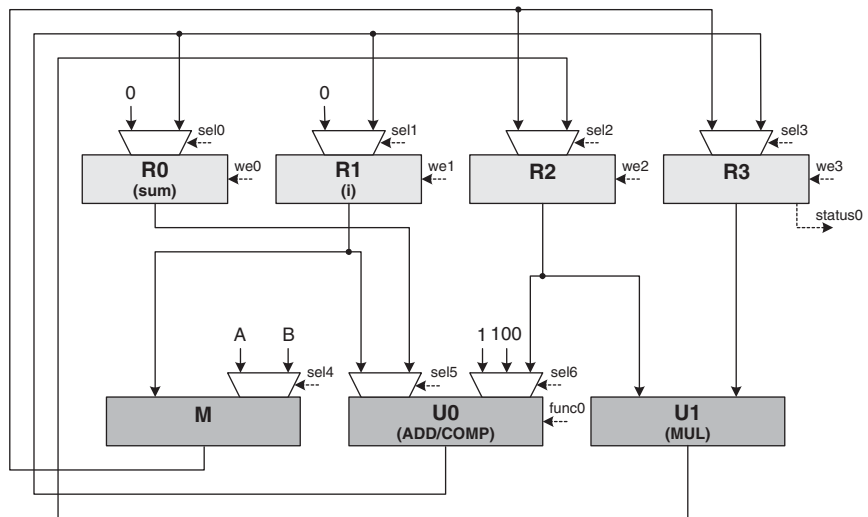 0
0
sel0
sel1
sel2
sel3
R0
(sum)
we0
R1
(i)
we1
R2
we2
R3
we3
status0
A
B
1
100
sel4
sel5
sel6
M
U0
(ADD/COMP)
func0
U1
(MUL)